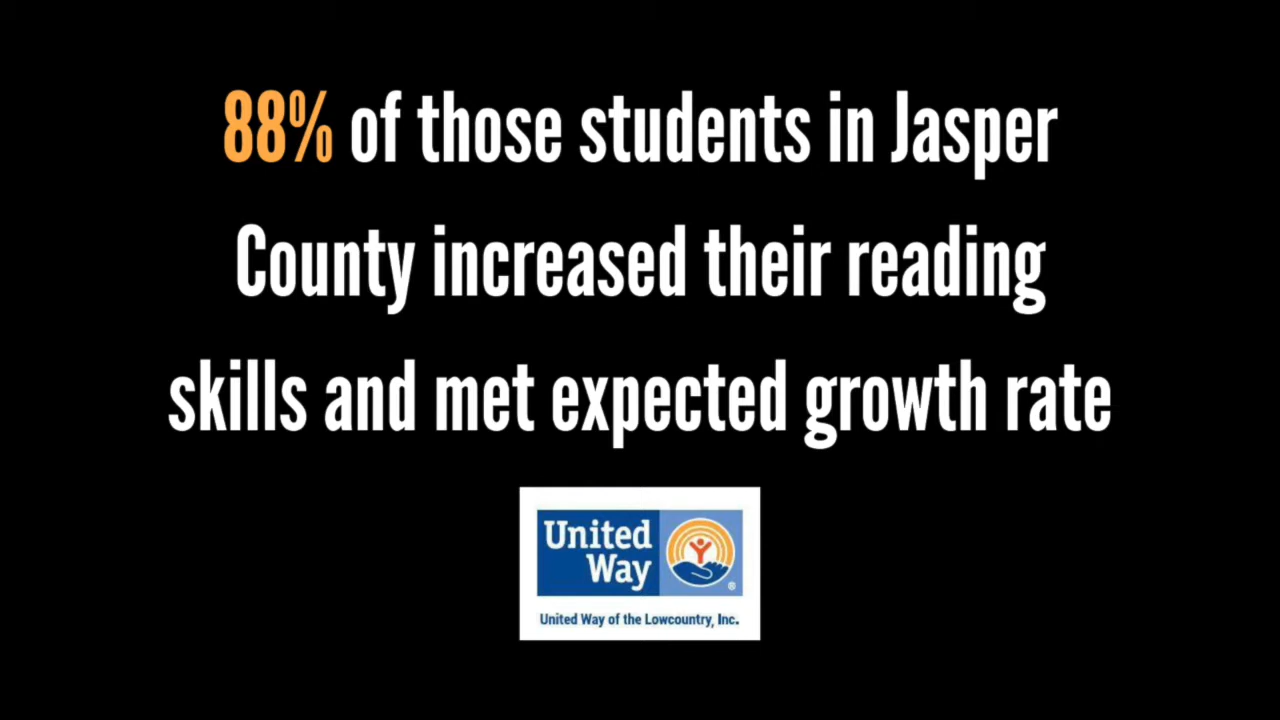 88% of those students in Jasper
County increased their reading
skills and met expected growth rate
United
Way
®
United Way of the Lowcountry, Inc.